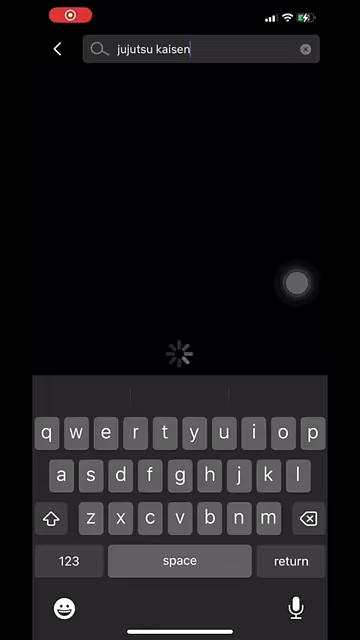 jujutsu kaisen
q w e r t y u i o p
a s d f g h j k l
z x c v b n m
123 space return